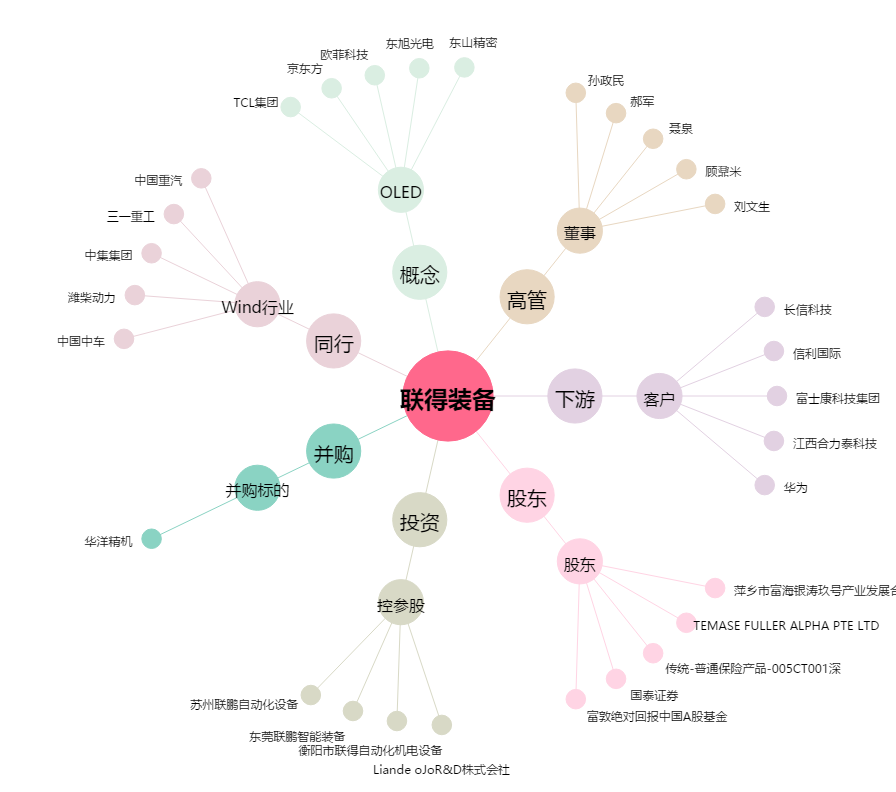 东山精密
东旭光电
欧菲科技
京东方
TCL集团
OLED
概念
孙政民
郝军
聂泉
顾鼐米
刘文生
董事
高管
中国重汽
三一重工
中集集团
潍柴动力
中国中车
Wind行业
同行
联得装备
下游
客户
长信科技
信利国际
富士康科技集团
江西合力泰科技
华为
并购
并购标的
华洋精机
投资
控参股
苏州联鹏自动化设备
东莞联鹏智能装备
衡阳市联得自动化机电设备
Liande oJoR&D株式会社
股东
股东
萍乡市富海银涛玖号产业发展合
TEMASE FULLER ALPHA PTE LTD
传统-普通保险产品-005CT001深
国泰证券
富敦绝对回报中国A股基金